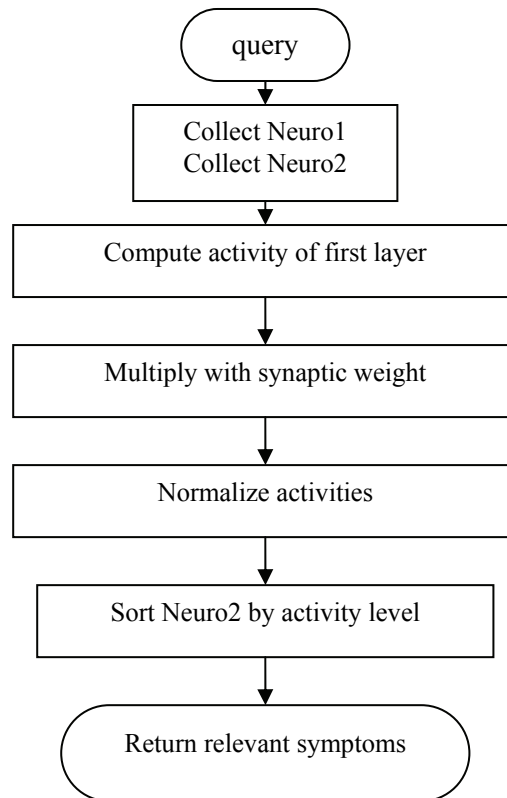 query
Collect Neuro1
Collect Neuro2
Compute activity of first layer
Multiply with synaptic weight
Normalize activities
Sort Neuro2 by activity level
Return relevant symptoms